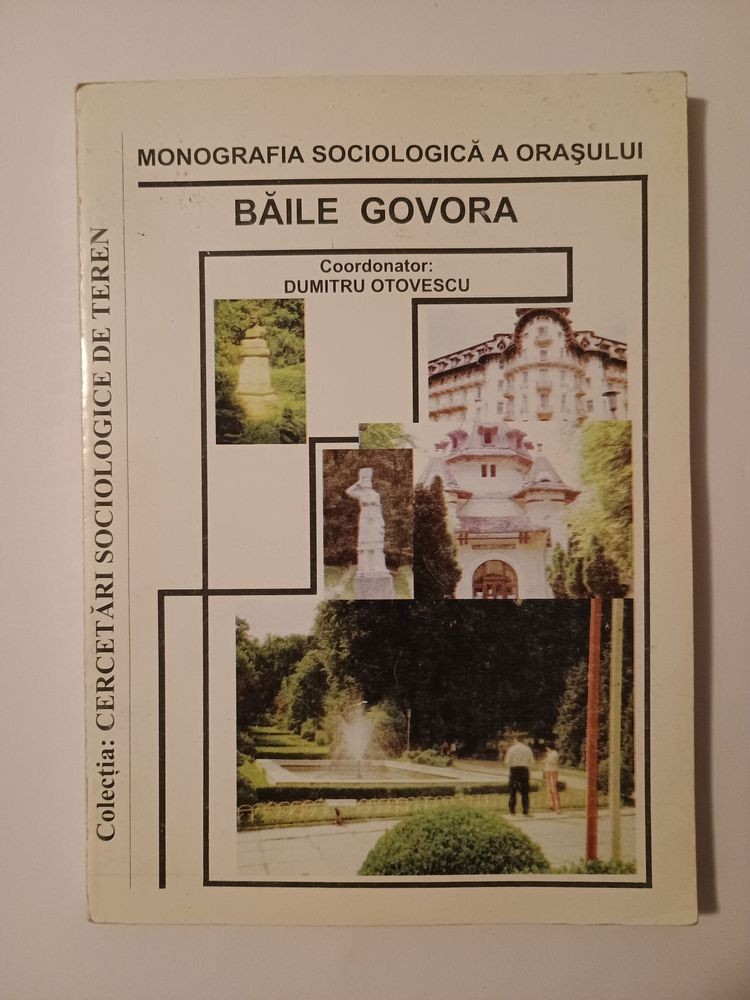 MONOGRAFIA SOCIOLOGICĂ A ORAŞULUI
BĂILE GOVORA
Coordonator:
DUMITRU OTOVESCU
Colecţia: CERCETĂRI SOCIOLOGICE DE TEREN